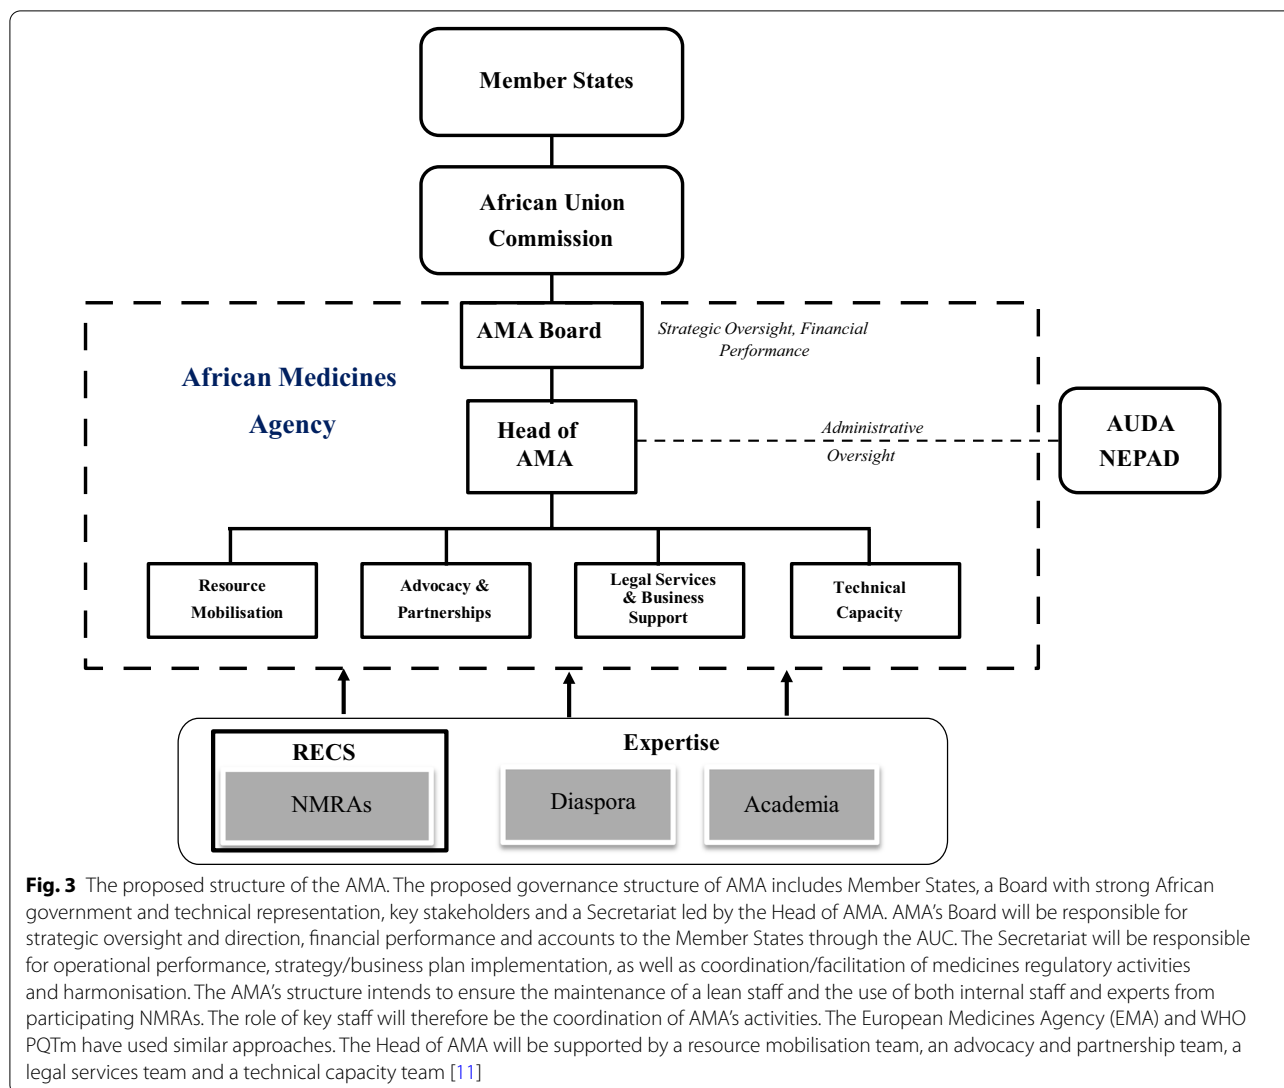 Member States
African Union
Commission
AMA Board
Strategic Oversight, Financial
Performance
African Medicines
Agency
Head of
AMA
Administrative
Oversight
AUDA
NEPAD
Resource
Mobilisation
Advocacy &
Partnerships
Legal Services
& Business
Support
Technical
Capacity
RECS
NMRAs
Expertise
Diaspora
Academia
Fig. 3 The proposed structure of the AMA. The proposed governance structure of AMA includes Member States, a Board with strong African
government and technical representation, key stakeholders and a Secretariat led by the Head of AMA. AMA's Board will be responsible for
strategic oversight and direction, financial performance and accounts to the Member States through the AUC. The Secretariat will be responsible
for operational performance, strategy/business plan implementation, as well as coordination/facilitation of medicines regulatory activities
and harmonisation. The AMA's structure intends to ensure the maintenance of a lean staff and the use of both internal staff and experts from
participating NMRAs. The role of key staff will therefore be the coordination of AMA's activities. The European Medicines Agency (EMA) and WHO
PQTm have used similar approaches. The Head of AMA will be supported by a resource mobilisation team, an advocacy and partnership team, a
legal services team and a technical capacity team [11]